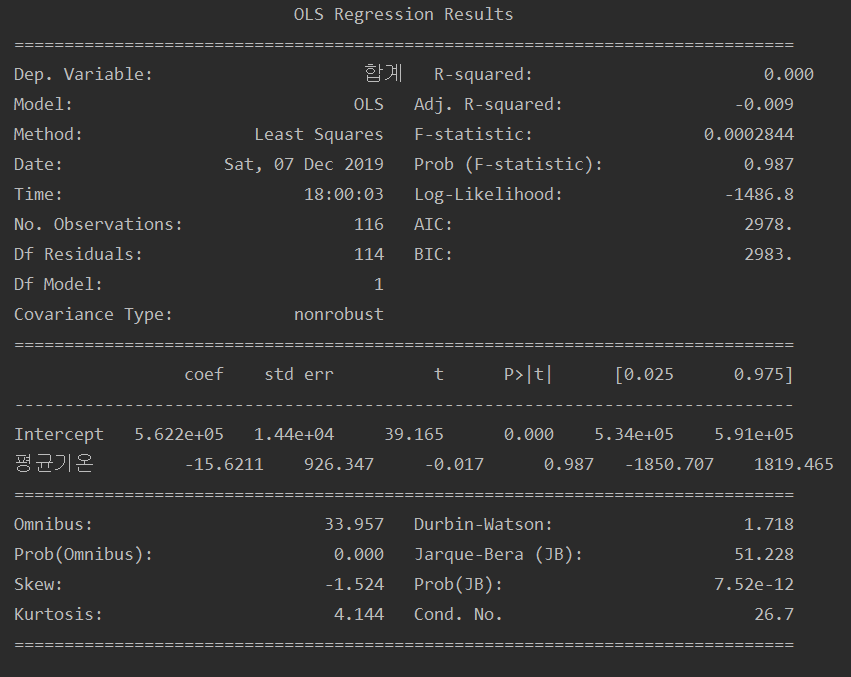 OLS Regression Results
==============================================================================
Dep. Variable: 합계 R-squared: 0.000
Model: OLS Adj. R-squared: -0.009
Method: Least Squares F-statistic: 0.0002844
Date: Sat, 07 Dec 2019 Prob (F-statistic): 0.987
Time: 18:00:03 Log-Likelihood: -1486.8
No. Observations: 116 AIC: 2978.
Df Residuals: 114 BIC: 2983.
Df Model: 1
Covariance Type: nonrobust
==============================================================================
coef std err t P>|t| [0.025 0.975]
------------------------------------------------------------------------------
Intercept 5.622e+05 1.44e+04 39.165 0.000 5.34e+05 5.91e+05
평균기온 -15.6211 926.347 -0.017 0.987 -1850.707 1819.465
==============================================================================
Omnibus: 33.957 Durbin-Watson: 1.718
Prob(Omnibus): 0.000 Jarque-Bera (JB): 51.228
Skew: -1.524 Prob(JB): 7.52e-12
Kurtosis: 4.144 Cond. No. 26.7
==============================================================================